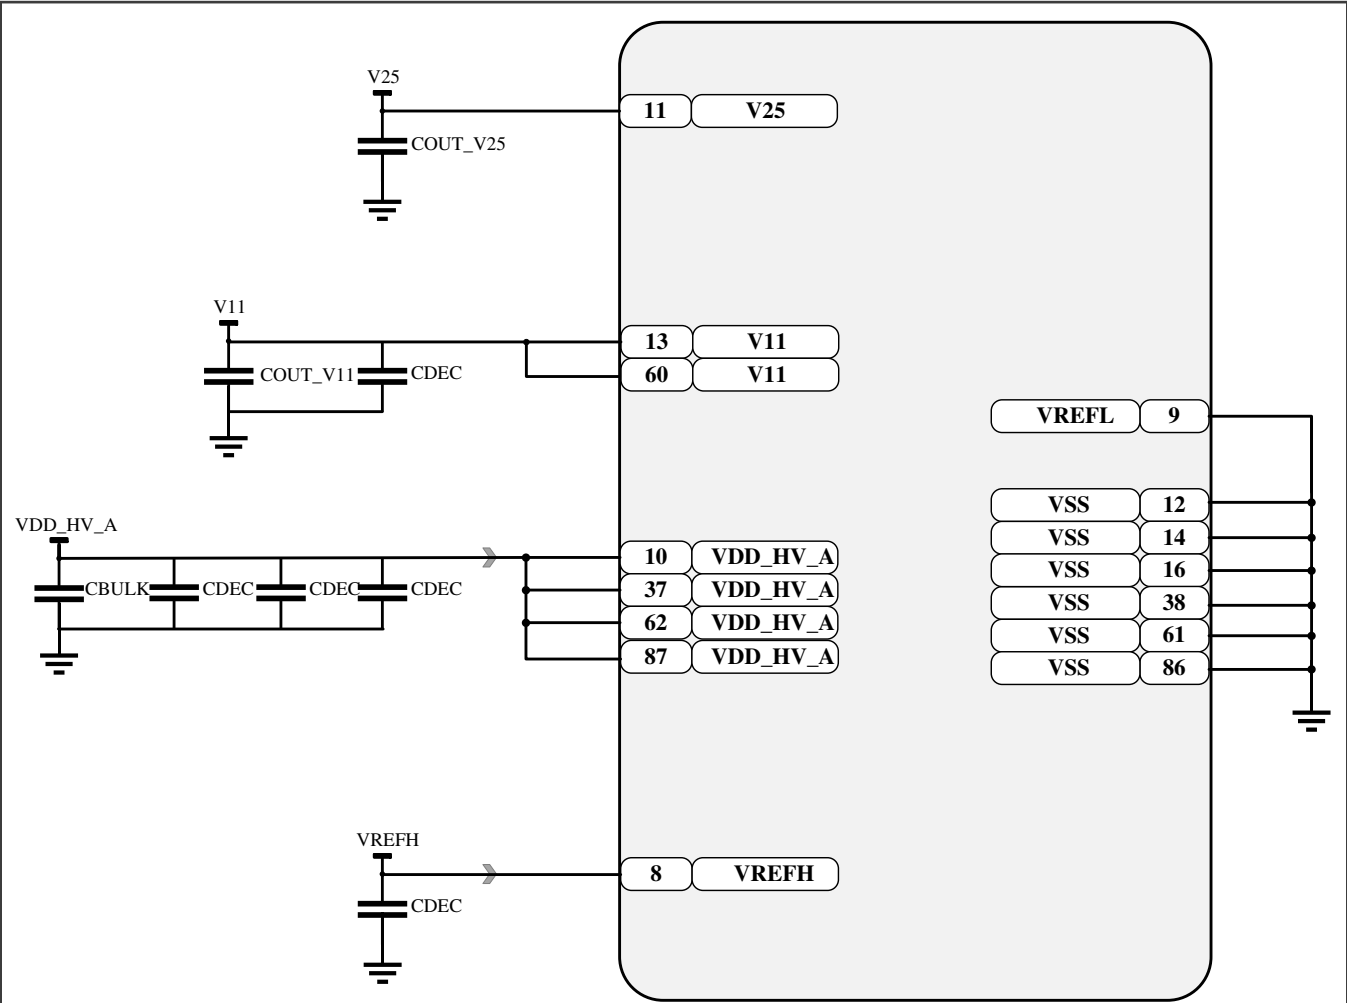 V25
11 V25
COUT_V25
V11
13 V11
COUT_V11 CDEC
60 V11
VREFL 9
VSS 12
VDD_HV_A
VSS 14
10 VDD_HV_A
VSS 16
CBULK CDEC CDEC CDEC
37 VDD_HV_A
VSS 38
62 VDD_HV_A
VSS 61
87 VDD_HV_A
VSS 86
VREFH
8 VREFH
CDEC